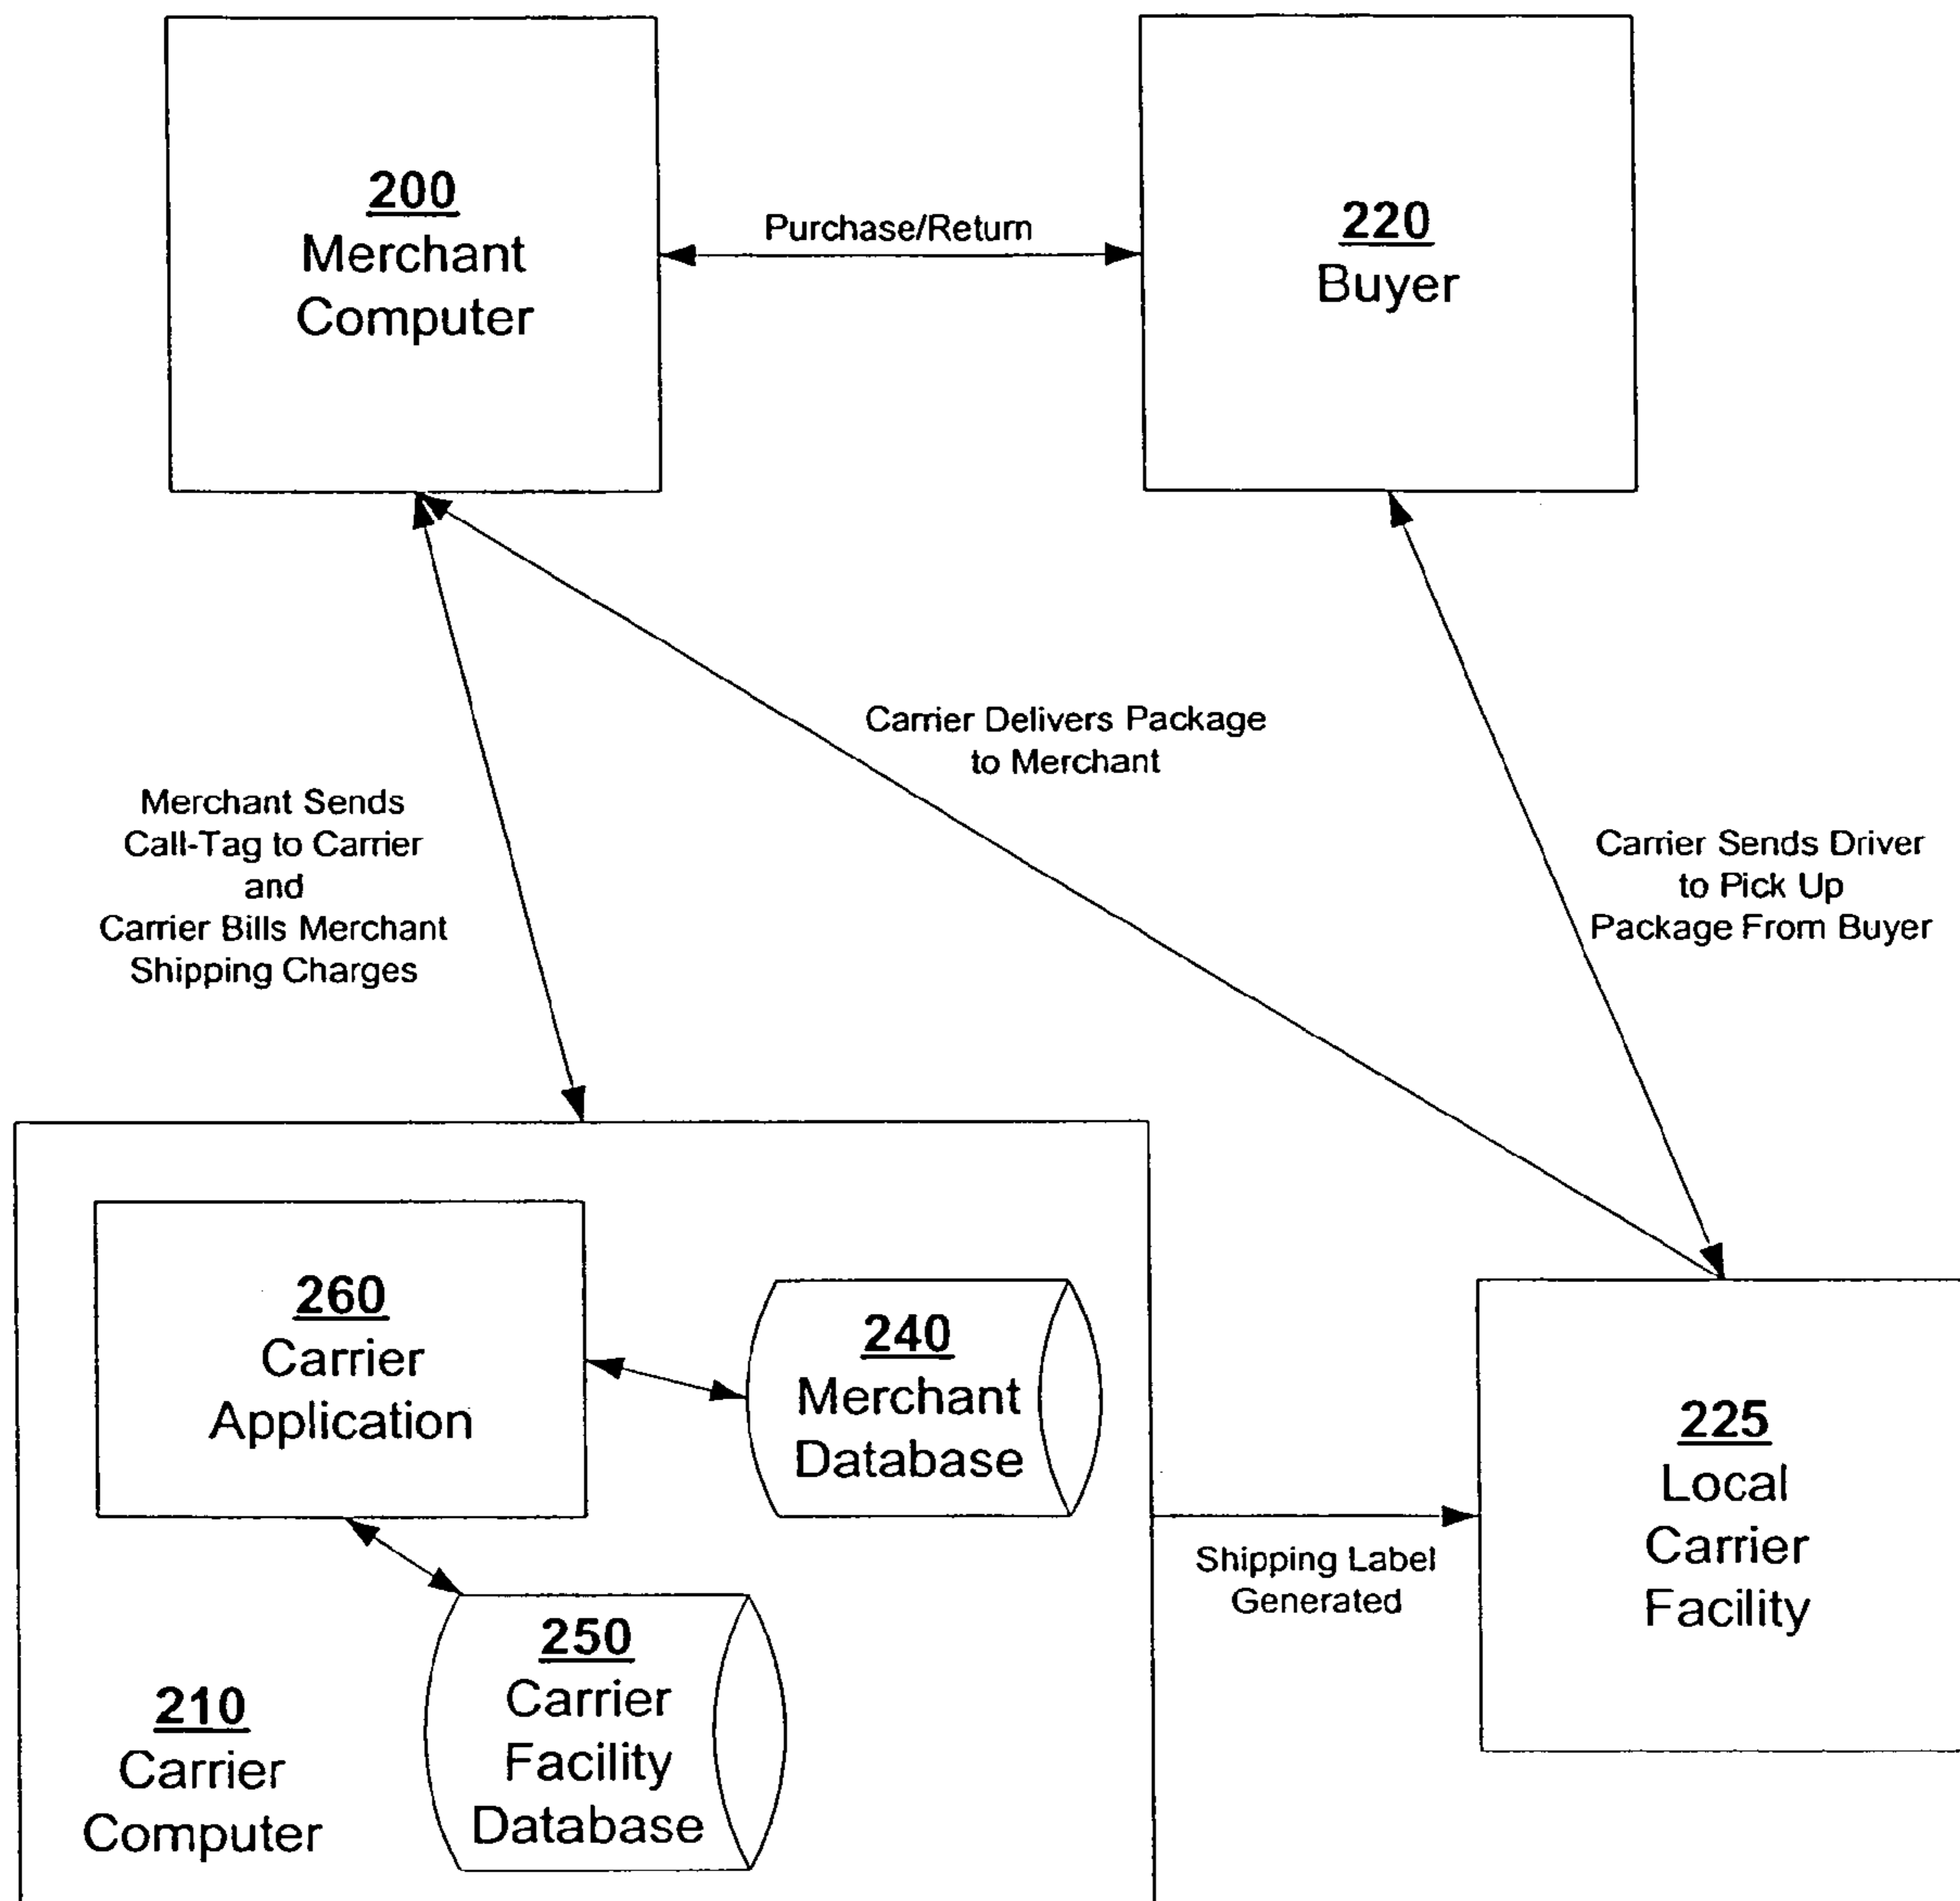 200
Merchant
Computer
Purchase/Return
220
Buyer
Carrier Delivers Package
to Merchant
Merchant Sends
Call-Tag to Carrier
and
Carrier Bills Merchant
Shipping Charges
Carrier Sends Driver
to Pick Up
Package From Buyer
260
Carrier
Application
240
Merchant
Database
225
Local
Carrier
Facility
Shipping Label
Generated
250
Carrier
Facility
Database
210
Carrier
Computer